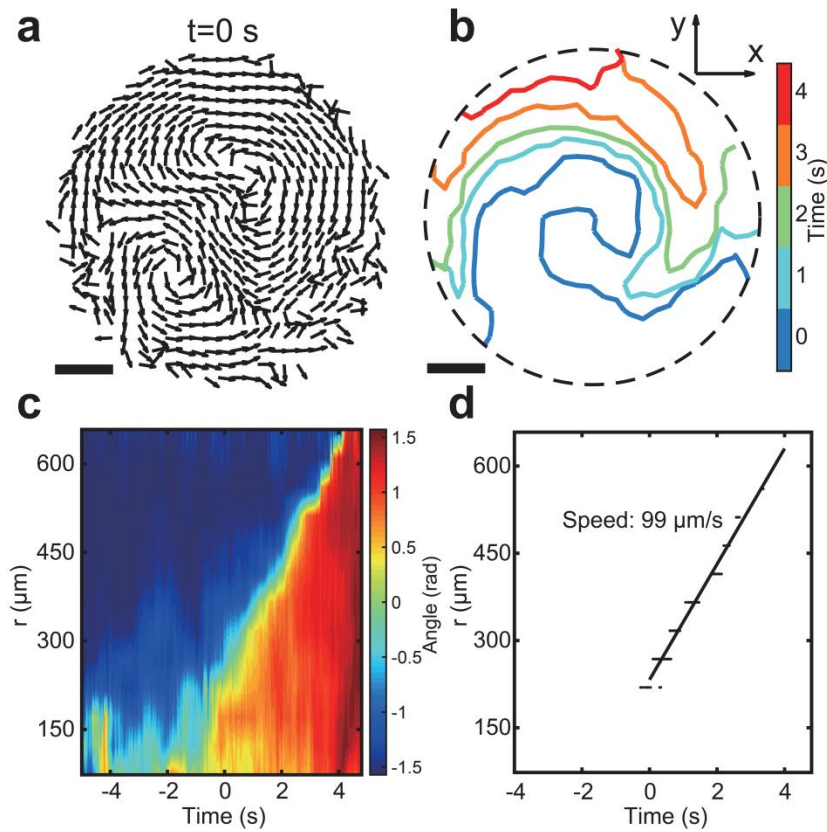 a
t=0 s
b
y
x
4
3
2
1
0
Time (s)
c
600
450
300
150
r (µm)
-4 -2 0 2 4
Time (s)
1.5
1
0.5
0
-0.5
-1
-1.5
Angle (rad)
d
600
450
300
150
r (µm)
Speed: 99 µm/s
-4 -2 0 2 4
Time (s)